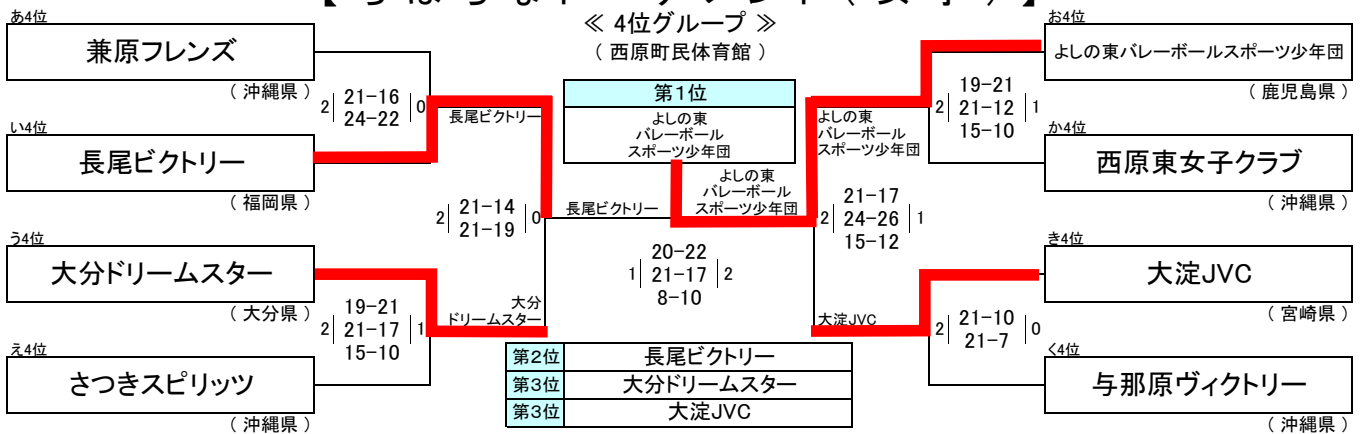 ≪ 4位グループ ≫
（ 西原町民体育館 ）
あ4位
兼原フレンズ
（ 沖縄県 ）
2 21-16 0
24-22
い4位
長尾ビクトリー
（ 福岡県 ）
長尾ビクトリー
2 21-14 0
21-19
う4位
大分ドリームスター
（ 大分県 ）
19-21
2 21-17 1
15-10
大分
ドリームスター
え4位
さつきスピリッツ
（ 沖縄県 ）
第1位
よしの東
バレーボール
スポーツ少年団
長尾ビクトリー
よしの東
バレーボール
スポーツ少年団
20-22
1 21-17 2
8-10
第2位 長尾ビクトリー
第3位 大分ドリームスター
第3位 大淀JVC
お4位
よしの東バレーボールスポーツ少年団
（ 鹿児島県 ）
よしの東
バレーボール
スポーツ少年団
19-21
2 21-12 1
15-10
か4位
西原東女子クラブ
（ 沖縄県 ）
21-17
2 24-26 1
15-12
き4位
大淀JVC
（ 宮崎県 ）
大淀JVC
2 21-10 0
21-7
く4位
与那原ヴィクトリー
（ 沖縄県 ）